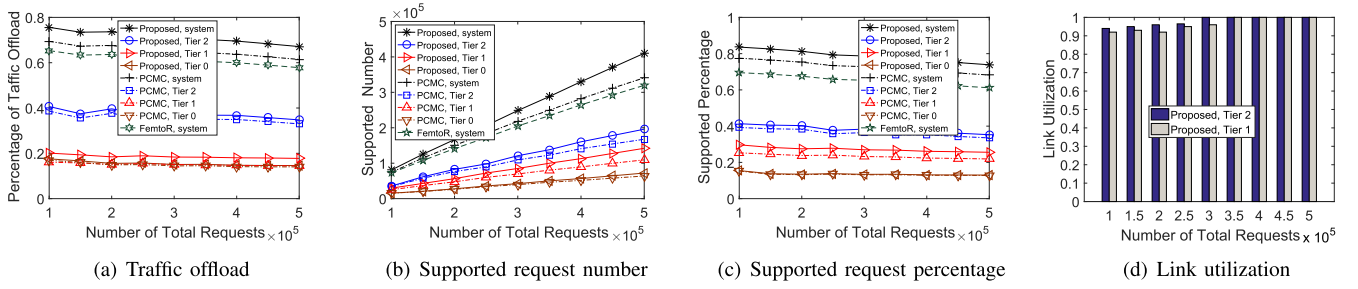 Percentage of Traffic Offload
0.8
0.6
0.4
0.2
0
1
2
3
4
5
Number of Total Requests ×10⁵
Proposed, system
Proposed, Tier 2
Proposed, Tier 1
Proposed, Tier 0
PCMC, system
PCMC, Tier 2
PCMC, Tier 1
PCMC, Tier 0
FemtoR, system
(a) Traffic offload
Supported Number
×10⁵
5
4
3
2
1
0
1
2
3
4
5
Number of Total Requests ×10⁵
Proposed, system
Proposed, Tier 2
Proposed, Tier 1
Proposed, Tier 0
PCMC, system
PCMC, Tier 2
PCMC, Tier 1
PCMC, Tier 0
FemtoR, system
(b) Supported request number
Supported Percentage
1
0.8
0.6
0.4
0.2
0
1
2
3
4
5
Number of Total Requests ×10⁵
Proposed, system
Proposed, Tier 2
Proposed, Tier 1
Proposed, Tier 0
PCMC, system
PCMC, Tier 2
PCMC, Tier 1
PCMC, Tier 0
FemtoR, system
(c) Supported request percentage
Link Utilization
1
0.9
0.8
0.7
0.6
0.5
0.4
0.3
0.2
0.1
0
1
1.5
2
2.5
3
3.5
4
4.5
5
Number of Total Requests x 10⁵
Proposed, Tier 2
Proposed, Tier 1
(d) Link utilization